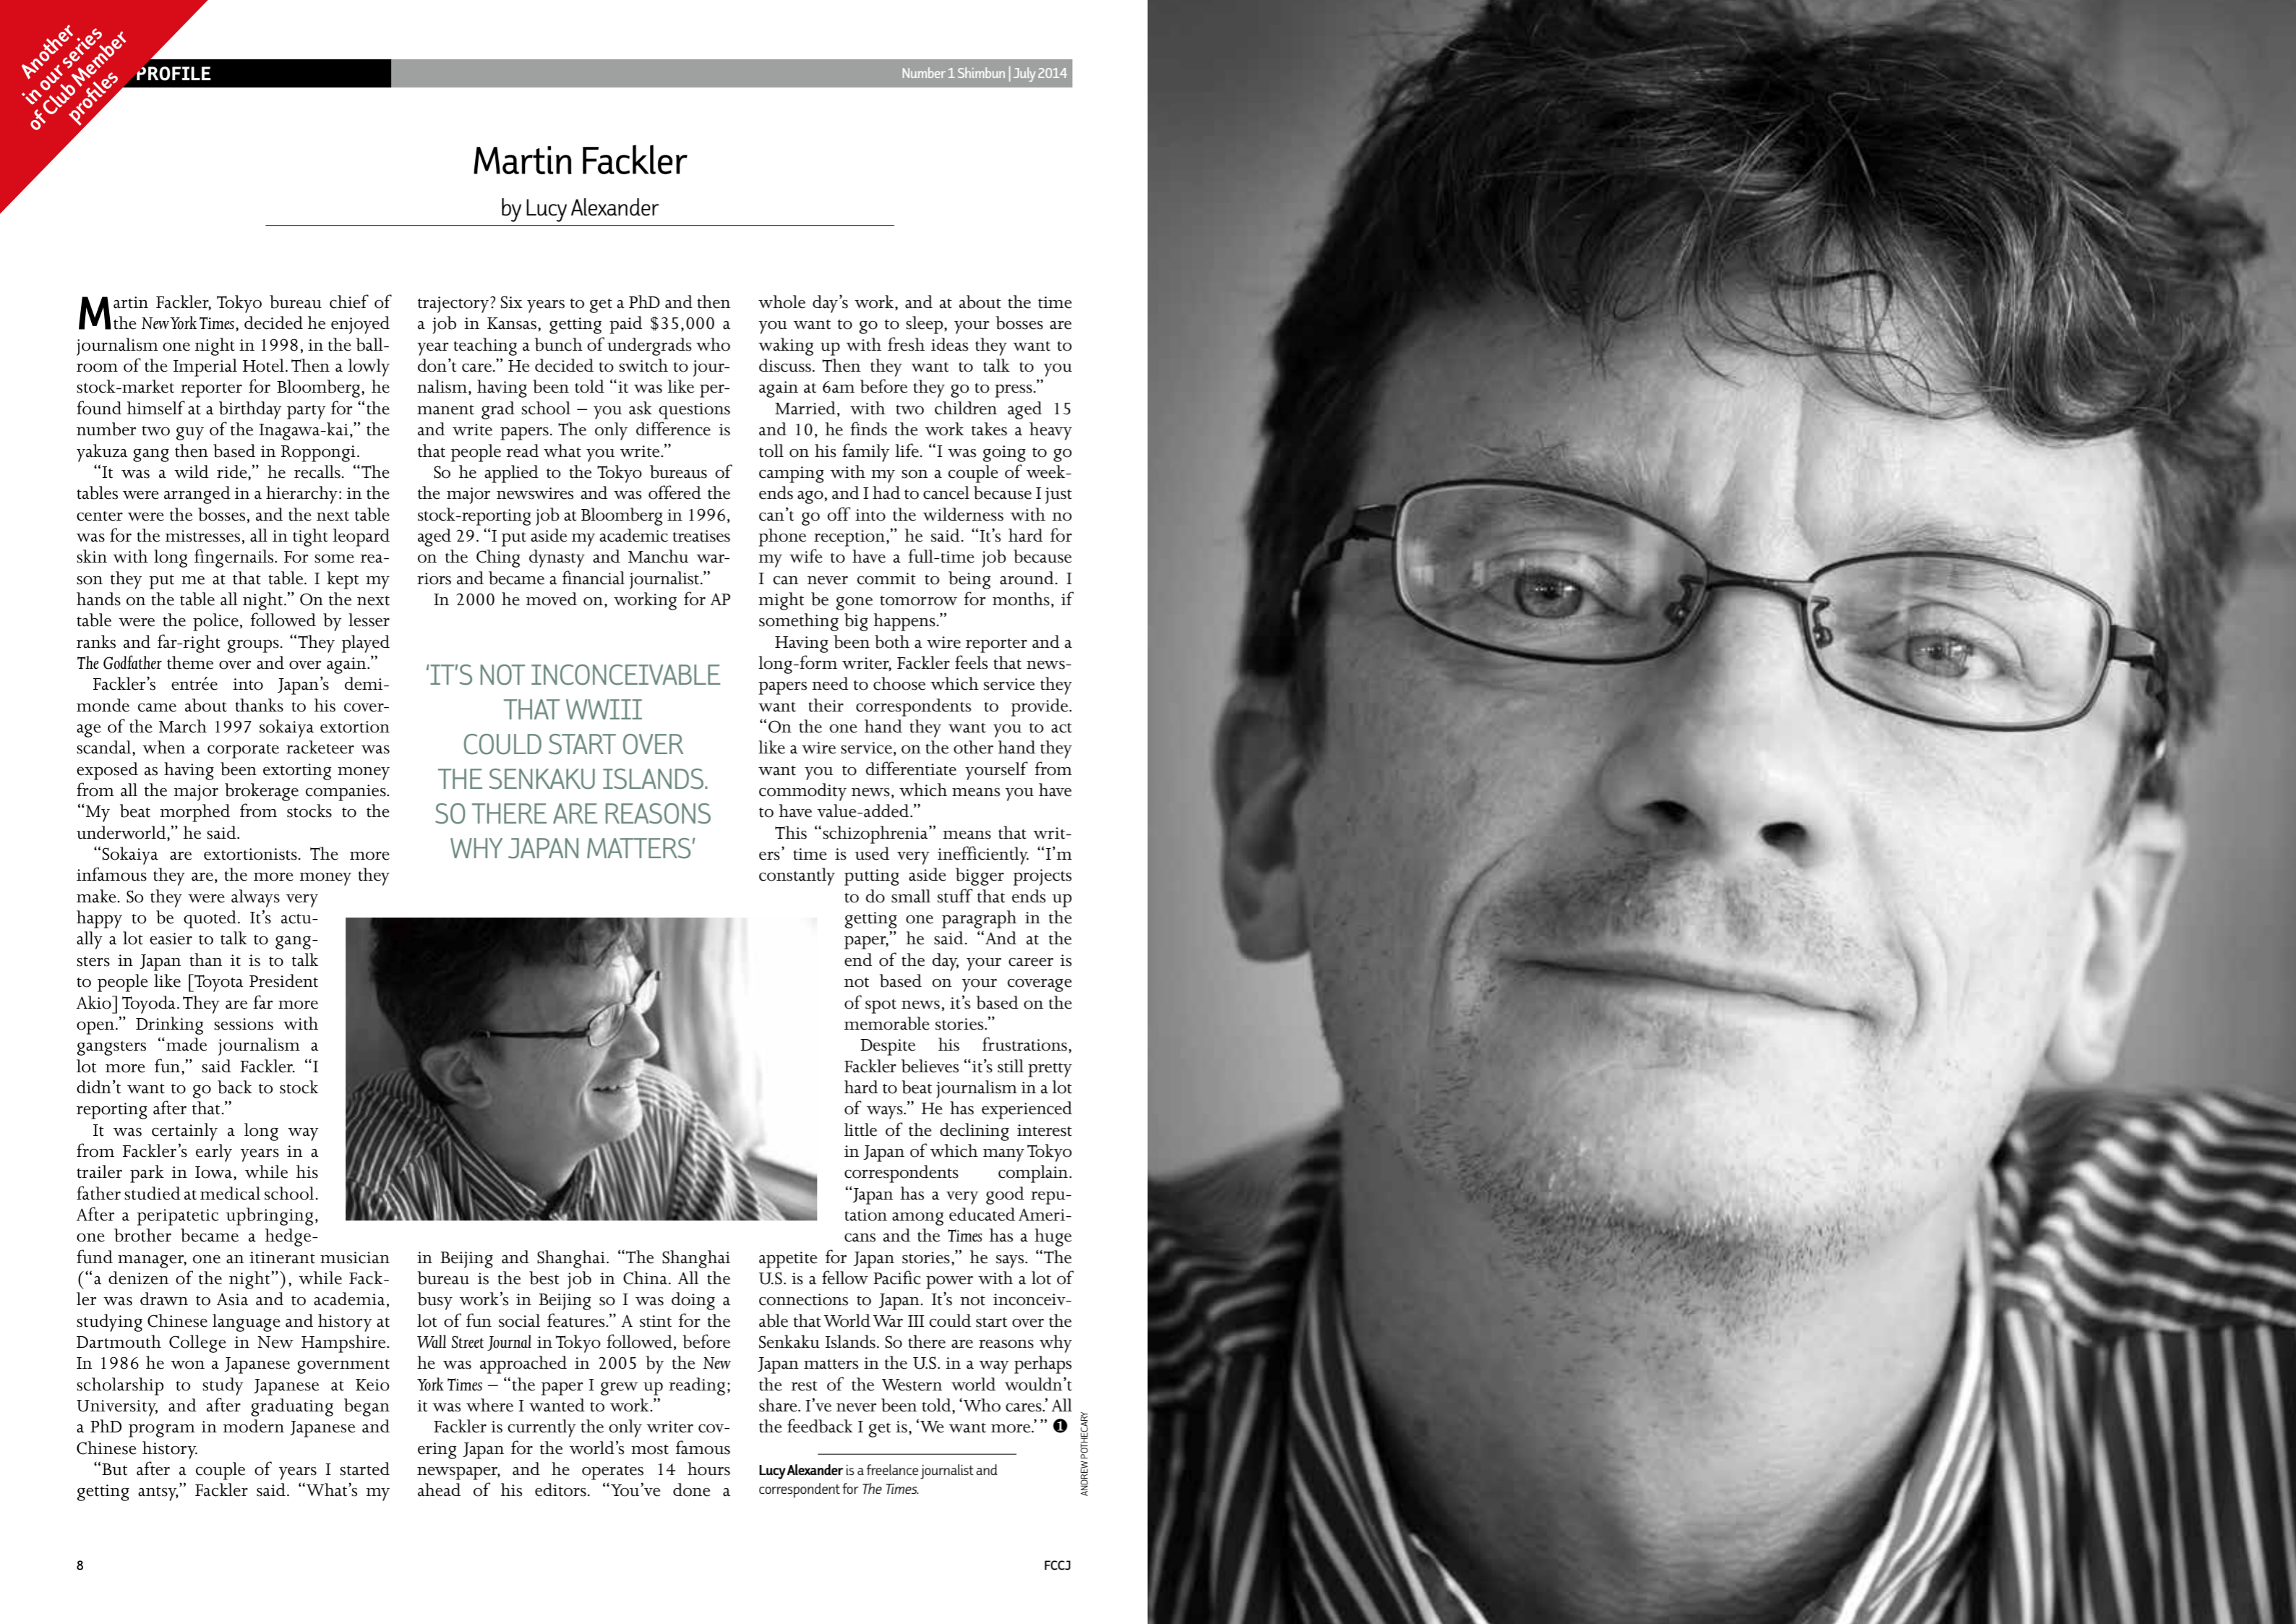 Another
in our series
of Club Member
profiles
PROFILE
Number 1 Shimbun | July 2014
Martin Fackler
by Lucy Alexander
Martin Fackler, Tokyo bureau chief of
the New York Times, decided he enjoyed
journalism one night in 1998, in the ball-
room of the Imperial Hotel. Then a lowly
stock-market reporter for Bloomberg, he
found himself at a birthday party for “the
number two guy of the Inagawa-kai,” the
yakuza gang then based in Roppongi.
“It was a wild ride,” he recalls. “The
tables were arranged in a hierarchy: in the
center were the bosses, and the next table
was for the mistresses, all in tight leopard
skin with long fingernails. For some rea-
son they put me at that table. I kept my
hands on the table all night.” On the next
table were the police, followed by lesser
ranks and far-right groups. “They played
The Godfather theme over and over again.”
Fackler’s entrée into Japan’s demi-
monde came about thanks to his cover-
age of the March 1997 sokaiya extortion
scandal, when a corporate racketeer was
exposed as having been extorting money
from all the major brokerage companies.
“My beat morphed from stocks to the
underworld,” he said.
“Sokaiya are extortionists. The more
infamous they are, the more money they
make. So they were always very
happy to be quoted. It’s actu-
ally a lot easier to talk to gang-
sters in Japan than it is to talk
to people like [Toyota President
Akio] Toyoda. They are far more
open.” Drinking sessions with
gangsters “made journalism a
lot more fun,” said Fackler. “I
didn’t want to go back to stock
reporting after that.”
It was certainly a long way
from Fackler’s early years in a
trailer park in Iowa, while his
father studied at medical school.
After a peripatetic upbringing,
one brother became a hedge-
fund manager, one an itinerant musician
(“a denizen of the night”), while Fack-
ler was drawn to Asia and to academia,
studying Chinese language and history at
Dartmouth College in New Hampshire.
In 1986 he won a Japanese government
scholarship to study Japanese at Keio
University, and after graduating began
a PhD program in modern Japanese and
Chinese history.
“But after a couple of years I started
getting antsy,” Fackler said. “What’s my
trajectory? Six years to get a PhD and then
a job in Kansas, getting paid $35,000 a
year teaching a bunch of undergrads who
don’t care.” He decided to switch to jour-
nalism, having been told “it was like per-
manent grad school – you ask questions
and write papers. The only difference is
that people read what you write.”
So he applied to the Tokyo bureaus of
the major newswires and was offered the
stock-reporting job at Bloomberg in 1996,
aged 29. “I put aside my academic treatises
on the Ching dynasty and Manchu war-
riors and became a financial journalist.”
In 2000 he moved on, working for AP
‘IT’S NOT INCONCEIVABLE
THAT WWIII
COULD START OVER
THE SENKAKU ISLANDS.
SO THERE ARE REASONS
WHY JAPAN MATTERS’
in Beijing and Shanghai. “The Shanghai
bureau is the best job in China. All the
busy work’s in Beijing so I was doing a
lot of fun social features.” A stint for the
Wall Street Journal in Tokyo followed, before
he was approached in 2005 by the New
York Times – “the paper I grew up reading;
it was where I wanted to work.”
Fackler is currently the only writer cov-
ering Japan for the world’s most famous
newspaper, and he operates 14 hours
ahead of his editors. “You’ve done a
whole day’s work, and at about the time
you want to go to sleep, your bosses are
waking up with fresh ideas they want to
discuss. Then they want to talk to you
again at 6am before they go to press.”
Married, with two children aged 15
and 10, he finds the work takes a heavy
toll on his family life. “I was going to go
camping with my son a couple of week-
ends ago, and I had to cancel because I just
can’t go off into the wilderness with no
phone reception,” he said. “It’s hard for
my wife to have a full-time job because
I can never commit to being around. I
might be gone tomorrow for months, if
something big happens.”
Having been both a wire reporter and a
long-form writer, Fackler feels that news-
papers need to choose which service they
want their correspondents to provide.
“On the one hand they want you to act
like a wire service, on the other hand they
want you to differentiate yourself from
commodity news, which means you have
to have value-added.”
This “schizophrenia” means that writ-
ers’ time is used very inefficiently. “I’m
constantly putting aside bigger projects
to do small stuff that ends up
getting one paragraph in the
paper,” he said. “And at the
end of the day, your career is
not based on your coverage
of spot news, it’s based on the
memorable stories.”
Despite his frustrations,
Fackler believes “it’s still pretty
hard to beat journalism in a lot
of ways.” He has experienced
little of the declining interest
in Japan of which many Tokyo
correspondents complain.
“Japan has a very good repu-
tation among educated Ameri-
cans and the Times has a huge
appetite for Japan stories,” he says. “The
U.S. is a fellow Pacific power with a lot of
connections to Japan. It’s not inconceiv-
able that World War III could start over the
Senkaku Islands. So there are reasons why
Japan matters in the U.S. in a way perhaps
the rest of the Western world wouldn’t
share. I’ve never been told, ‘Who cares.’ All
the feedback I get is, ‘We want more.’” ❶
Lucy Alexander is a freelance journalist and
correspondent for The Times.
ANDREW POTHECARY
8
FCCJ